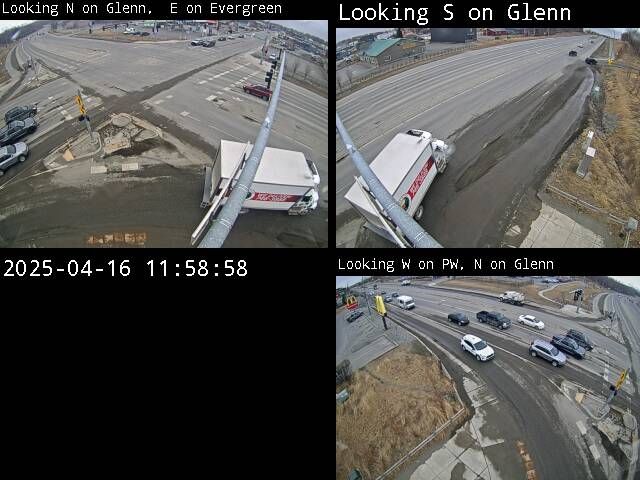 Looking N on Glenn, E on Evergreen
Looking S on Glenn
2025-04-16 11:58:58
Looking W on PW, N on Glenn